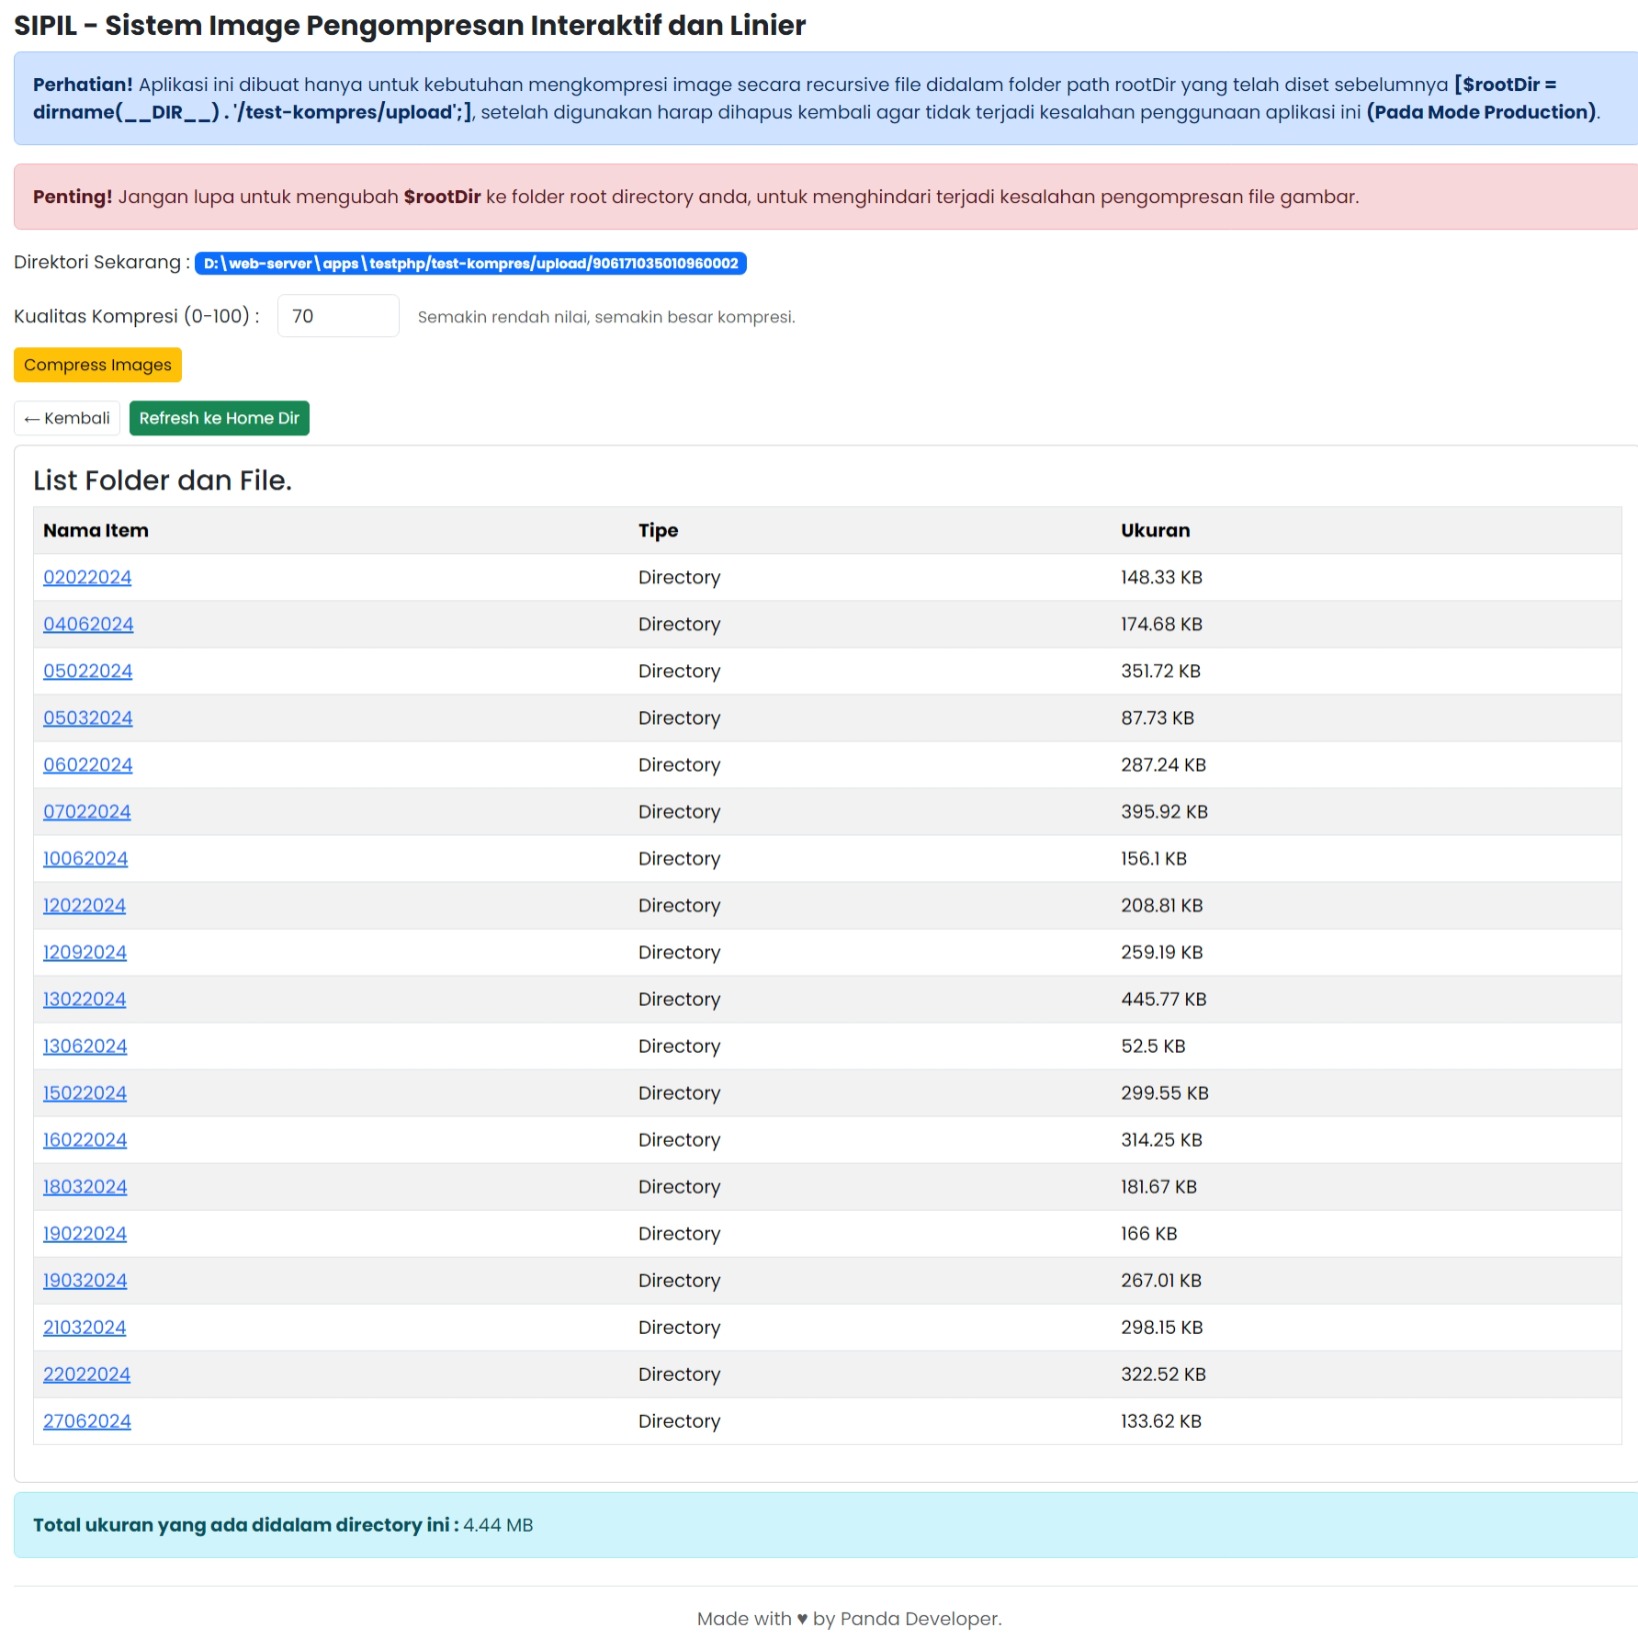 SIPIL - Sistem Image Pengompresan Interaktif dan Linier
Perhatian! Aplikasi ini dibuat hanya untuk kebutuhan mengkompresi image secara recursive file didalam folder path rootDir yang telah diset sebelumnya [$rootDir =
dirname(__DIR__) . '/test-kompres/upload';], setelah digunakan harap dihapus kembali agar tidak terjadi kesalahan penggunaan aplikasi ini (Pada Mode Production).
Penting! Jangan lupa untuk mengubah $rootDir ke folder root directory anda, untuk menghindari terjadi kesalahan pengompresan file gambar.
Direktori Sekarang : D:\web-server\apps\testphp/test-kompres/upload/906171035010960002
Kualitas Kompresi (0-100) : 70 Semakin rendah nilai, semakin besar kompresi.
Compress Images
← Kembali Refresh ke Home Dir
List Folder dan File.
Nama Item Tipe Ukuran
02022024 Directory 148.33 KB
04062024 Directory 174.68 KB
05022024 Directory 351.72 KB
05032024 Directory 87.73 KB
06022024 Directory 287.24 KB
07022024 Directory 395.92 KB
10062024 Directory 156.1 KB
12022024 Directory 208.81 KB
12092024 Directory 259.19 KB
13022024 Directory 445.77 KB
13062024 Directory 52.5 KB
15022024 Directory 299.55 KB
16022024 Directory 314.25 KB
18032024 Directory 181.67 KB
19022024 Directory 166 KB
19032024 Directory 267.01 KB
21032024 Directory 298.15 KB
22022024 Directory 322.52 KB
27062024 Directory 133.62 KB
Total ukuran yang ada didalam directory ini : 4.44 MB
Made with ♥ by Panda Developer.